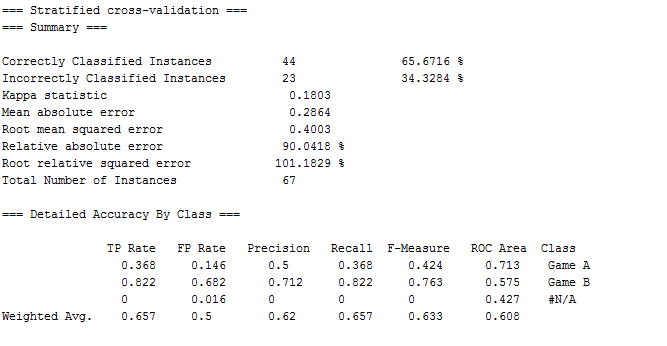 === Stratified cross-validation ===
=== Summary ===
Correctly Classified Instances 44 65.6716 %
Incorrectly Classified Instances 23 34.3284 %
Kappa statistic 0.1803
Mean absolute error 0.2864
Root mean squared error 0.4003
Relative absolute error 90.0418 %
Root relative squared error 101.1829 %
Total Number of Instances 67
=== Detailed Accuracy By Class ===
TP Rate FP Rate Precision Recall F-Measure ROC Area Class
0.368 0.146 0.5 0.368 0.424 0.713 Game A
0.822 0.682 0.712 0.822 0.763 0.575 Game B
0 0.016 0 0 0 0.427 #N/A
Weighted Avg. 0.657 0.5 0.62 0.657 0.633 0.608